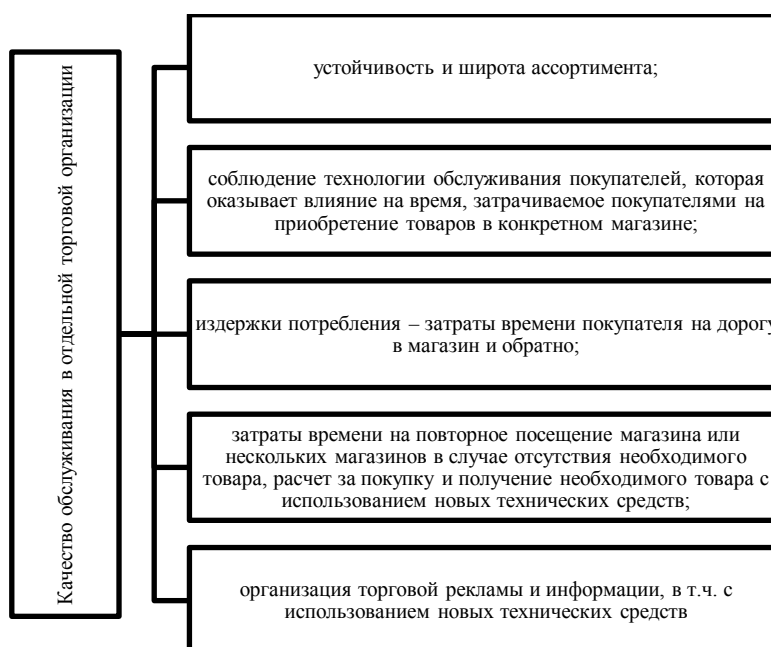 Качество обслуживания в отдельной торговой организации
устойчивость и широта ассортимента;
соблюдение технологии обслуживания покупателей, которая
оказывает влияние на время, затрачиваемое покупателями на
приобретение товаров в конкретном магазине;
издержки потребления – затраты времени покупателя на дорогу
в магазин и обратно;
затраты времени на повторное посещение магазина или
нескольких магазинов в случае отсутствия необходимого
товара, расчет за покупку и получение необходимого товара с
использованием новых технических средств;
организация торговой рекламы и информации, в т.ч. с
использованием новых технических средств